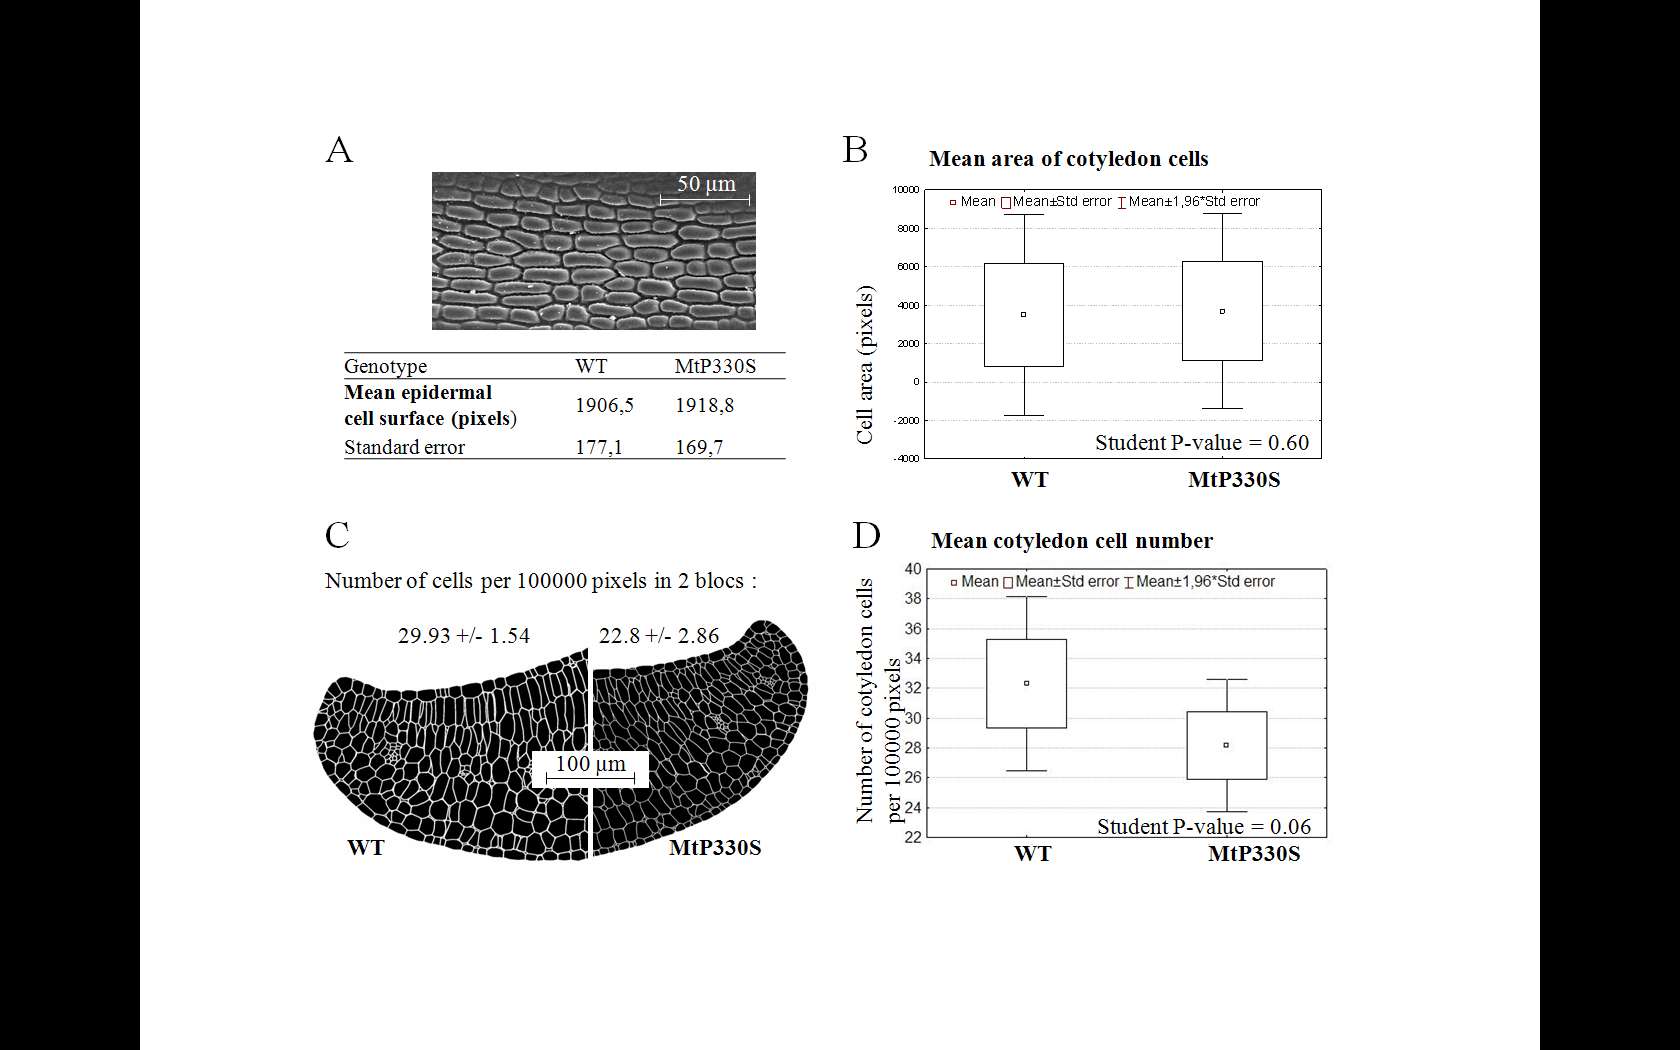 A
50 µm
Genotype WT MtP330S
Mean epidermal
cell surface (pixels) 1906,5 1918,8
Standard error 177,1 169,7
B
Mean area of cotyledon cells
Mean Mean±Std error Mean±1,96*Std error
10000
8000
6000
4000
2000
0
-2000
-4000
Cell area (pixels)
Student P-value = 0.60
WT MtP330S
C
Number of cells per 100000 pixels in 2 blocs :
29.93 +/- 1.54 22.8 +/- 2.86
100 µm
WT MtP330S
D
Mean cotyledon cell number
Mean Mean±Std error Mean±1,96*Std error
40
38
36
34
32
30
28
26
24
22
Number of cotyledon cells
per 100000 pixels
Student P-value = 0.06
WT MtP330S